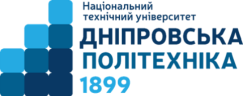 Національний
технічний університет
ДНІПРОВСЬКА
ПОЛІТЕХНІКА
1899